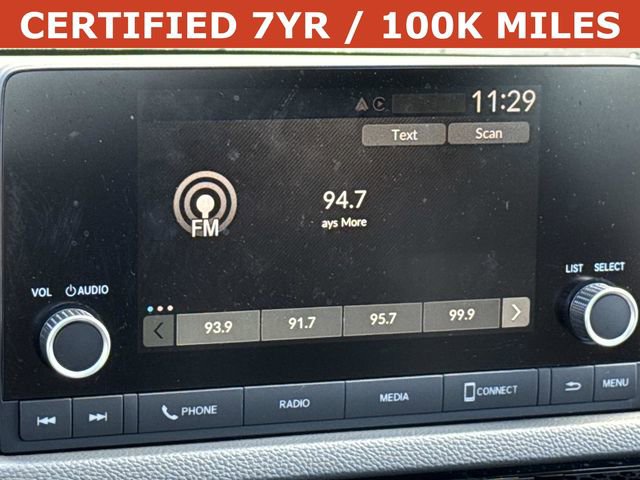 CERTIFIED 7YR / 100K MILES
11:29
Text Scan
94.7
ays More
FM
LIST SELECT
VOL AUDIO
93.9 91.7 95.7 99.9
PHONE RADIO MEDIA CONNECT MENU